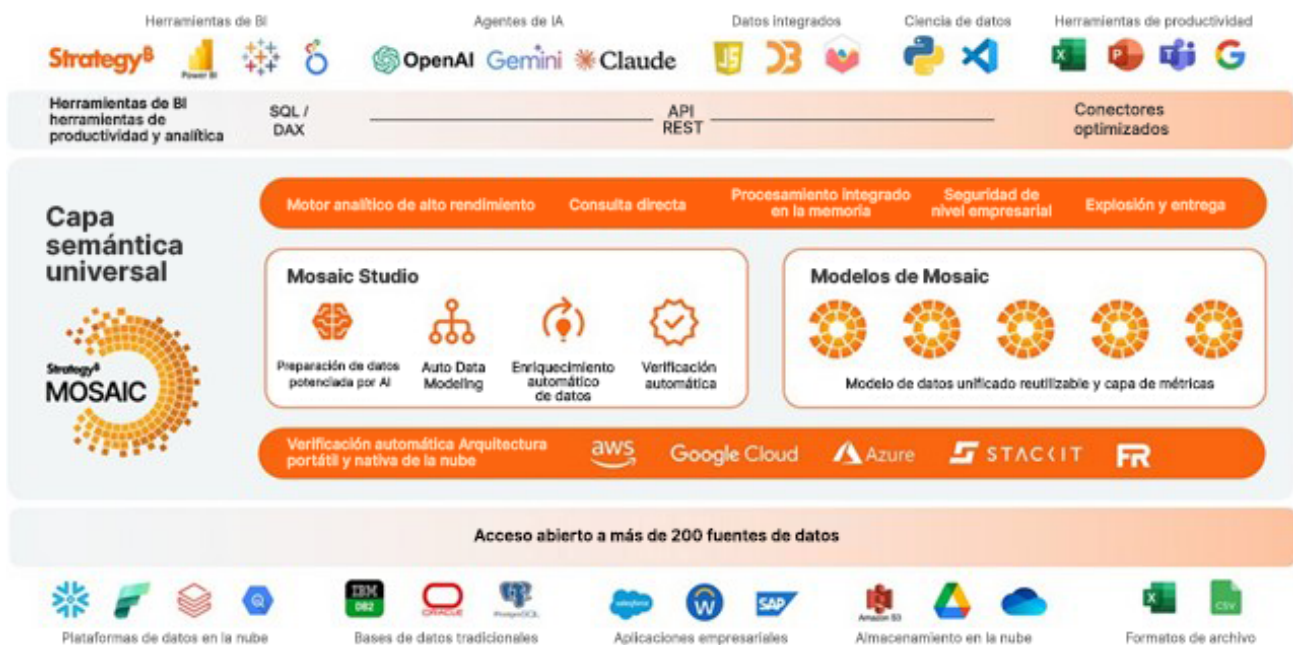 Herramientas de BI
Agentes de IA
Datos integrados
Ciencia de datos
Herramientas de productividad
StrategyB
Power BI
OpenAI
Gemini
Claude
JS
D3
X
P
T
G
Herramientas de BI
herramientas de
productividad y analítica
SQL /
DAX
API
REST
Conectores
optimizados
Capa
semántica
universal
StrategyB
MOSAIC
Motor analítico de alto rendimiento
Consulta directa
Procesamiento integrado
en la memoria
Seguridad de
nivel empresarial
Explosión y entrega
Mosaic Studio
Preparación de datos
potenciada por AI
Auto Data
Modeling
Enriquecimiento
automático
de datos
Verificación
automática
Modelos de Mosaic
Modelo de datos unificado reutilizable y capa de métricas
Verificación automática Arquitectura
portátil y nativa de la nube
aws
Google Cloud
Azure
STACKIT
FR
Acceso abierto a más de 200 fuentes de datos
IBM
DB2
ORACLE
PostgreSQL
salesforce
W
SAP
Amazon S3
X
CSV
Plataformas de datos en la nube
Bases de datos tradicionales
Aplicaciones empresariales
Almacenamiento en la nube
Formatos de archivo